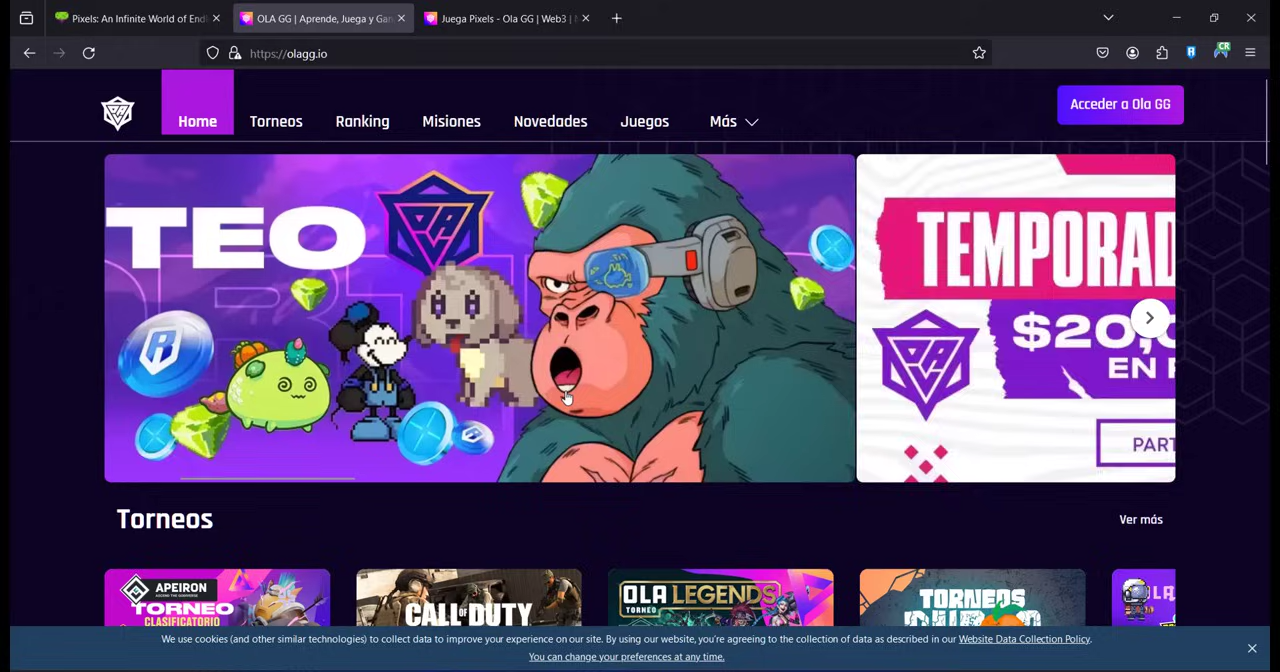 Pixels: An Infinite World of End
OLA GG | Aprende, Juega y Gan
Juega Pixels - Ola GG | Web3 |
CR
https://olagg.io
Home
Torneos
Ranking
Misiones
Novedades
Juegos
Más
Acceder a Ola GG
TEO
TEMPORAD
$20,
EN
PART
Torneos
Ver más
APEIRON
TORNEO
CLASIFICATORIO
CALL OF DUTY
OLA LEGENDS
TORNEO
TORNEOS
We use cookies (and other similar technologies) to collect data to improve your experience on our site. By using our website, you're agreeing to the collection of data as described in our Website Data Collection Policy.
You can change your preferences at any time.